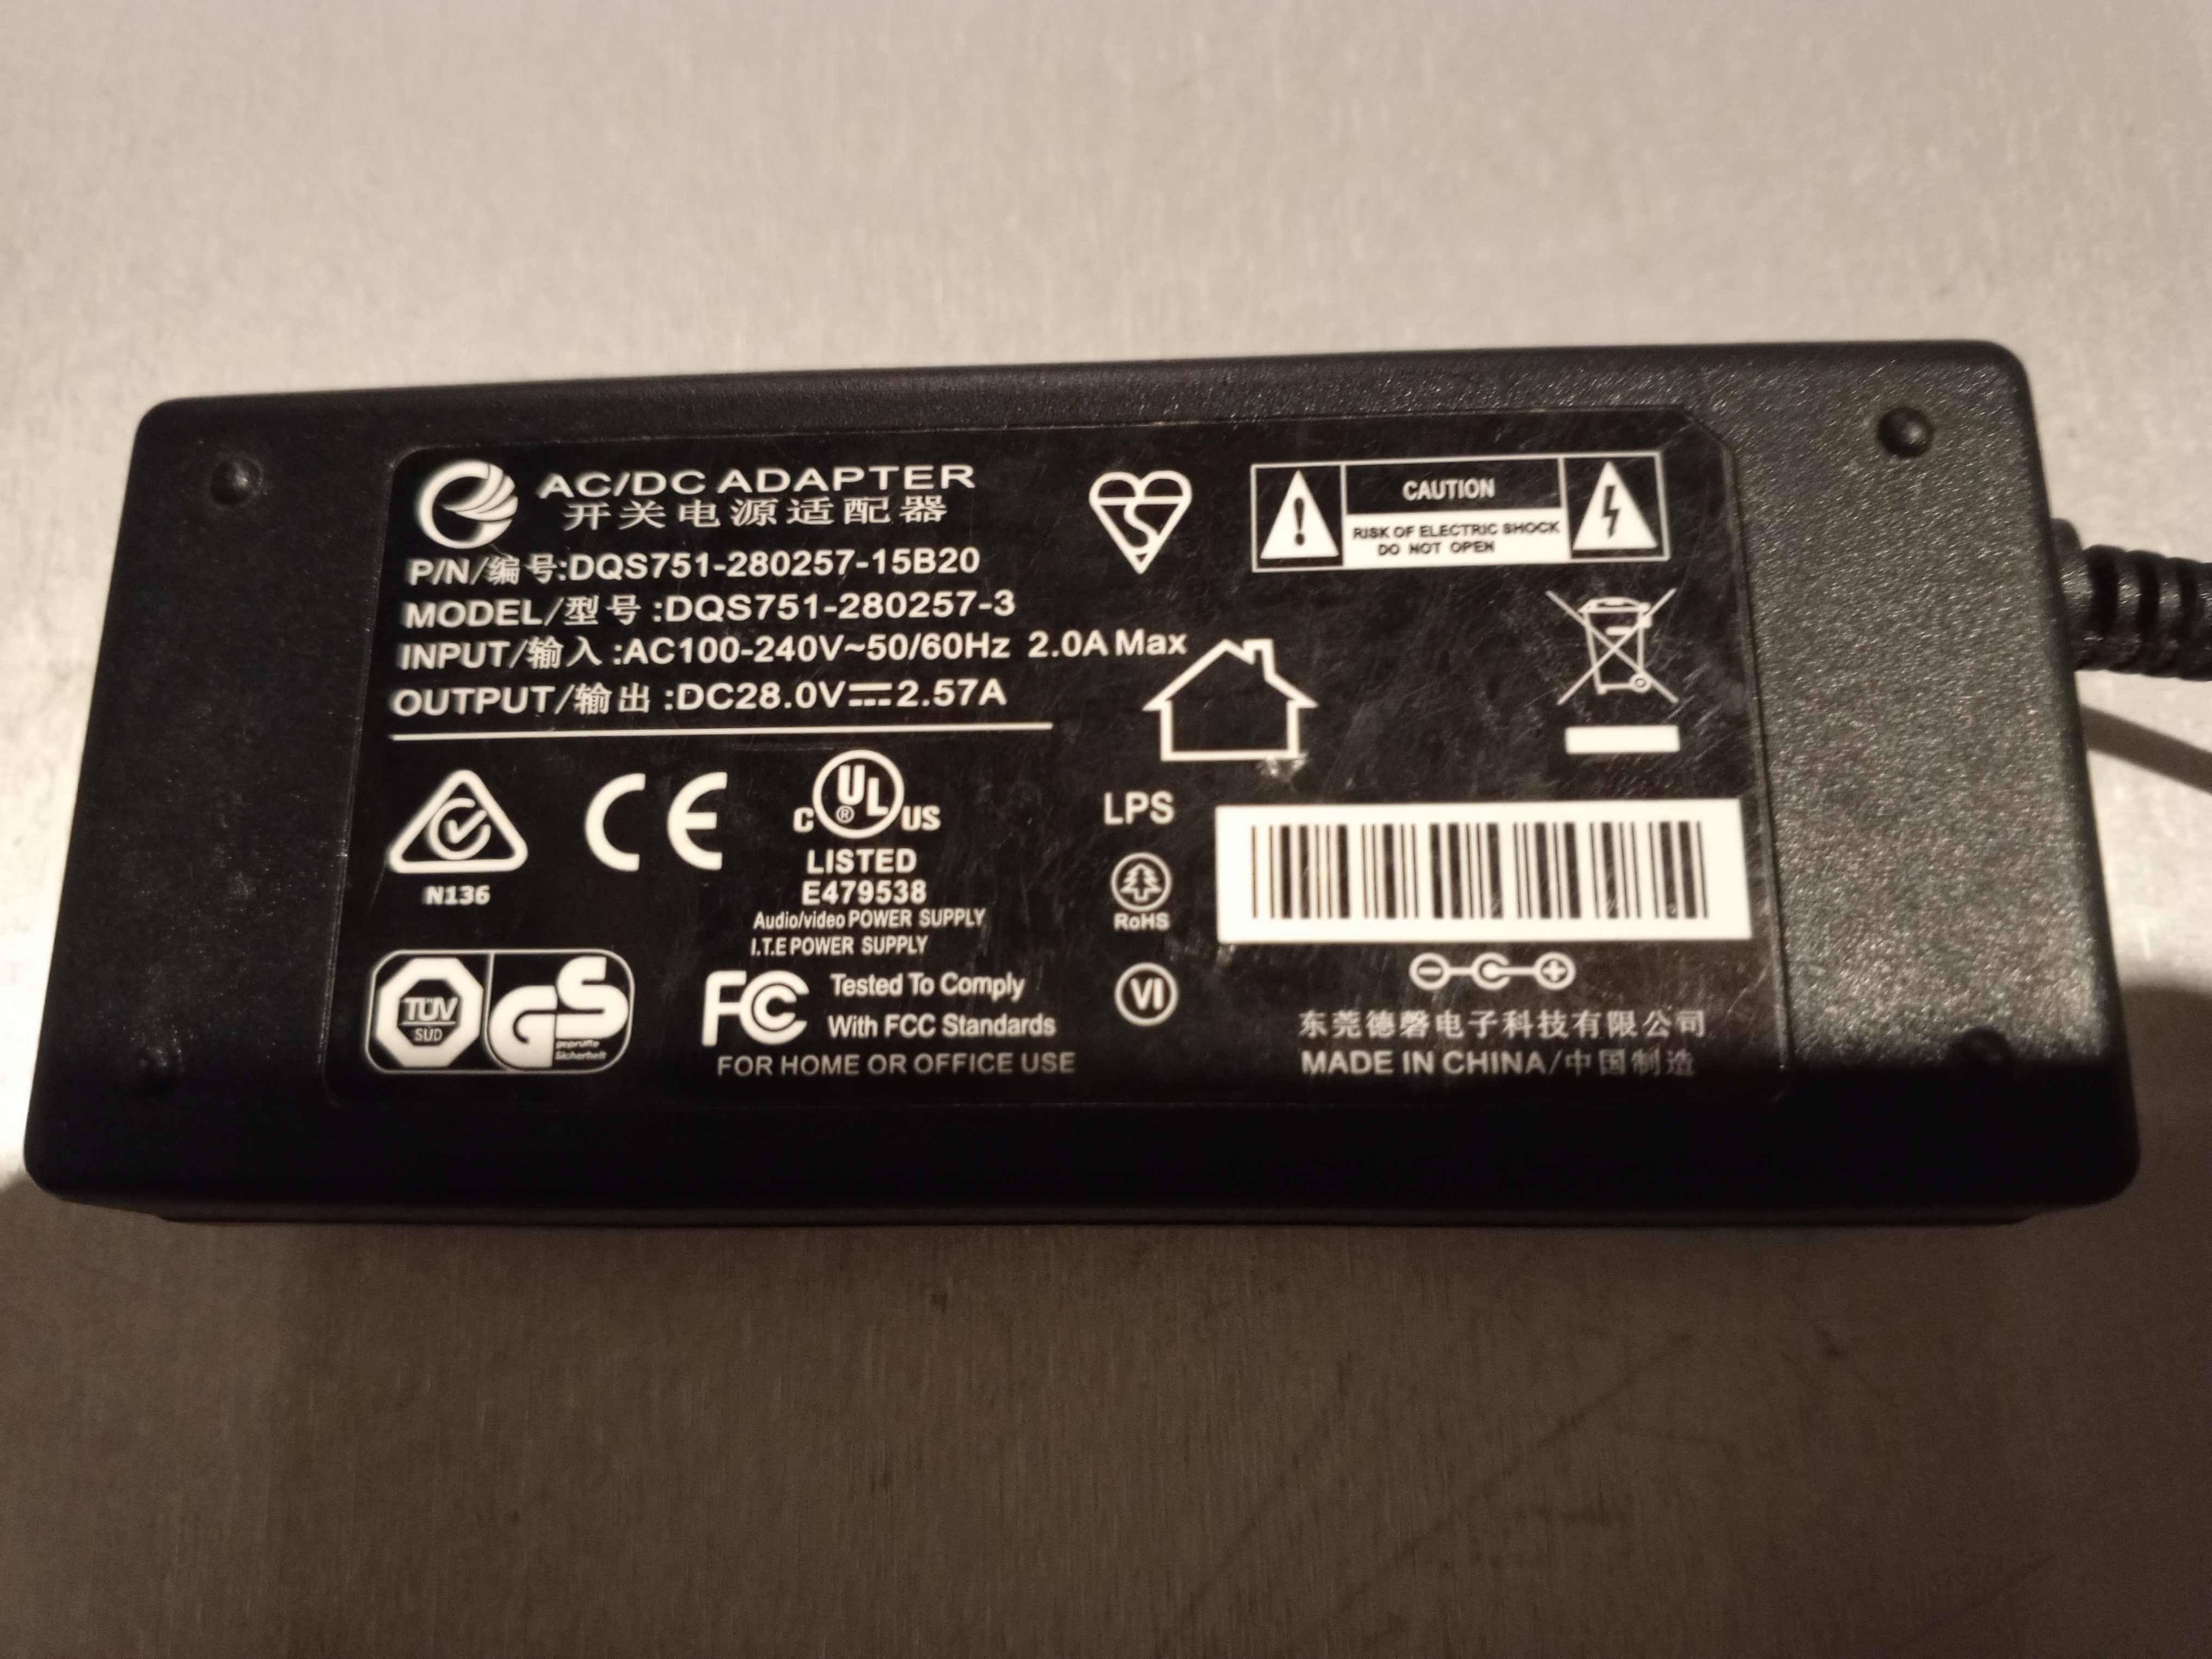 AC/DC ADAPTER
开关电源适配器
P/N/编号:DQS751-280257-15B20
MODEL/型号:DQS751-280257-3
INPUT/输入:AC100-240V~50/60Hz 2.0A Max
OUTPUT/输出:DC28.0V⎓2.57A
CAUTION
RISK OF ELECTRIC SHOCK
DO NOT OPEN
N136
CE
C UL® US
LISTED
E479538
Audio/video POWER SUPPLY
I.T.E POWER SUPPLY
LPS
RoHS
VI
TÜV
SUD
GS
geprüfte
Sicherheit
FC Tested To Comply
With FCC Standards
FOR HOME OR OFFICE USE
东莞德磬电子科技有限公司
MADE IN CHINA/中国制造